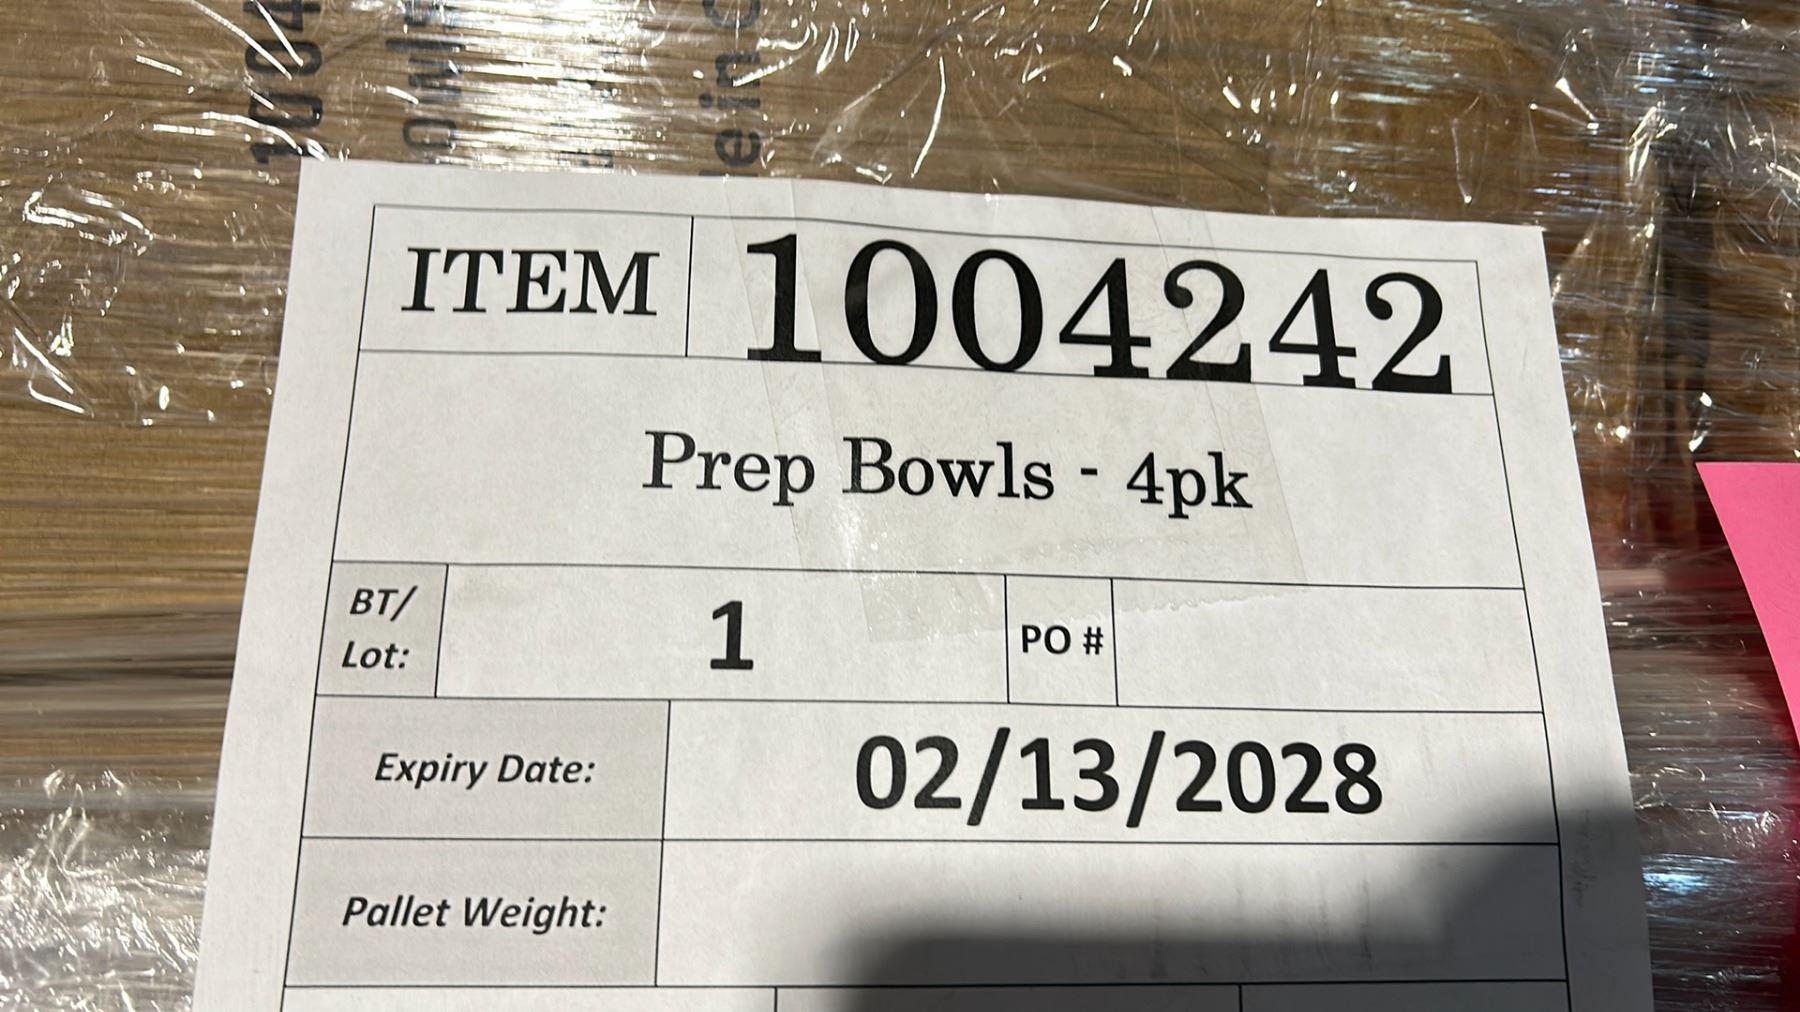 ITEM 1004242
Prep Bowls - 4pk
BT/
Lot: 1 PO #
Expiry Date: 02/13/2028
Pallet Weight: